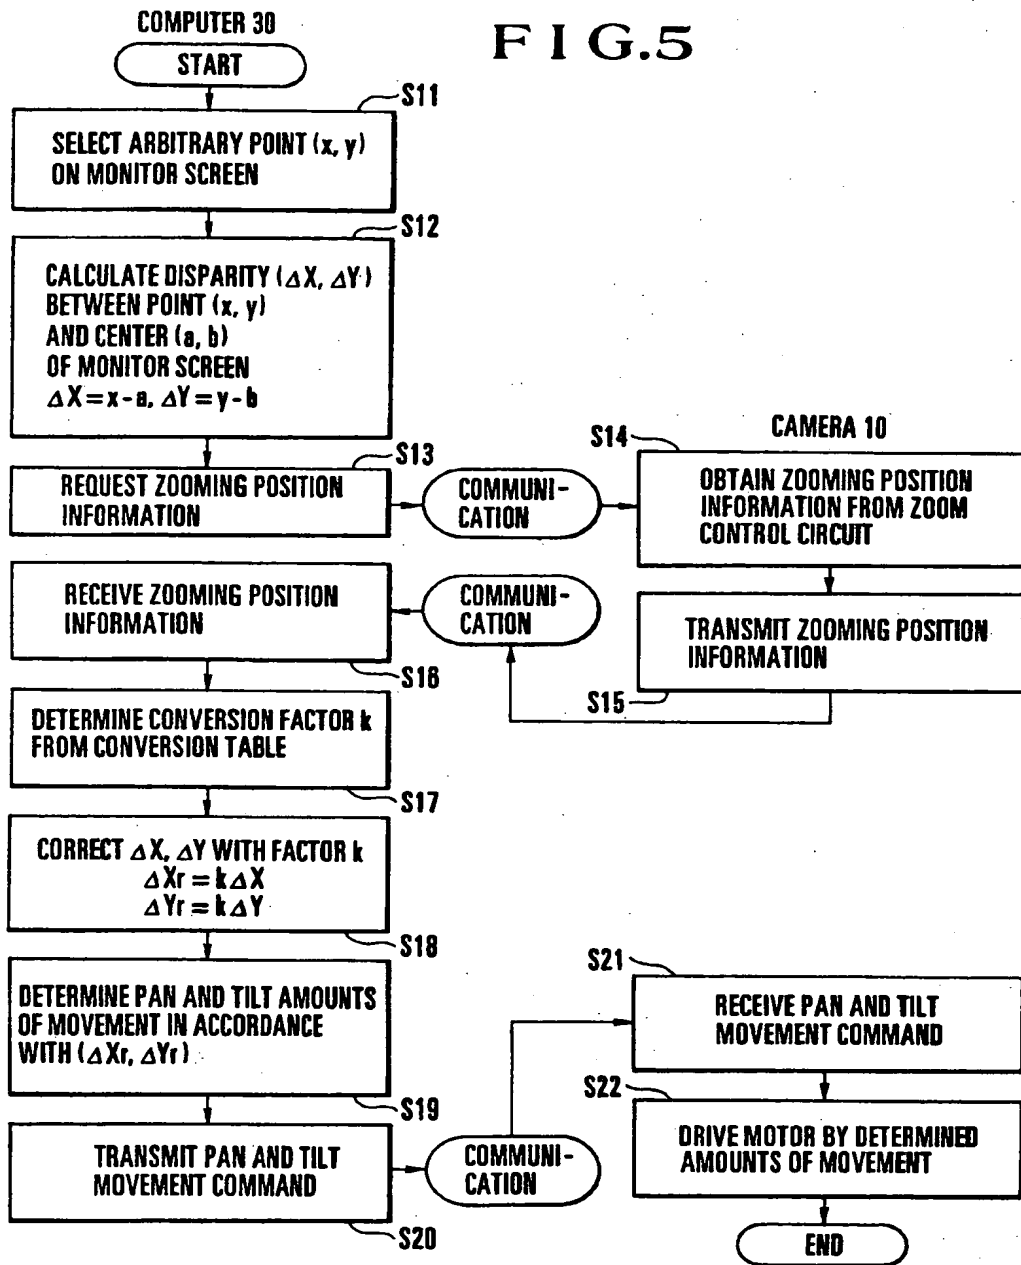 COMPUTER 30
FIG.5
START
S11
SELECT ARBITRARY POINT (x, y)
ON MONITOR SCREEN
S12
CALCULATE DISPARITY (ΔX, ΔY)
BETWEEN POINT (x, y)
AND CENTER (a, b)
OF MONITOR SCREEN
ΔX=x-a, ΔY=y-b
S13
REQUEST ZOOMING POSITION
INFORMATION
COMMUNI-
CATION
CAMERA 10
S14
OBTAIN ZOOMING POSITION
INFORMATION FROM ZOOM
CONTROL CIRCUIT
TRANSMIT ZOOMING POSITION
INFORMATION
S15
COMMUNI-
CATION
RECEIVE ZOOMING POSITION
INFORMATION
S16
DETERMINE CONVERSION FACTOR k
FROM CONVERSION TABLE
S17
CORRECT ΔX, ΔY WITH FACTOR k
ΔXr=kΔX
ΔYr=kΔY
S18
DETERMINE PAN AND TILT AMOUNTS
OF MOVEMENT IN ACCORDANCE
WITH (ΔXr, ΔYr)
S19
TRANSMIT PAN AND TILT
MOVEMENT COMMAND
S20
COMMUNI-
CATION
S21
RECEIVE PAN AND TILT
MOVEMENT COMMAND
S22
DRIVE MOTOR BY DETERMINED
AMOUNTS OF MOVEMENT
END